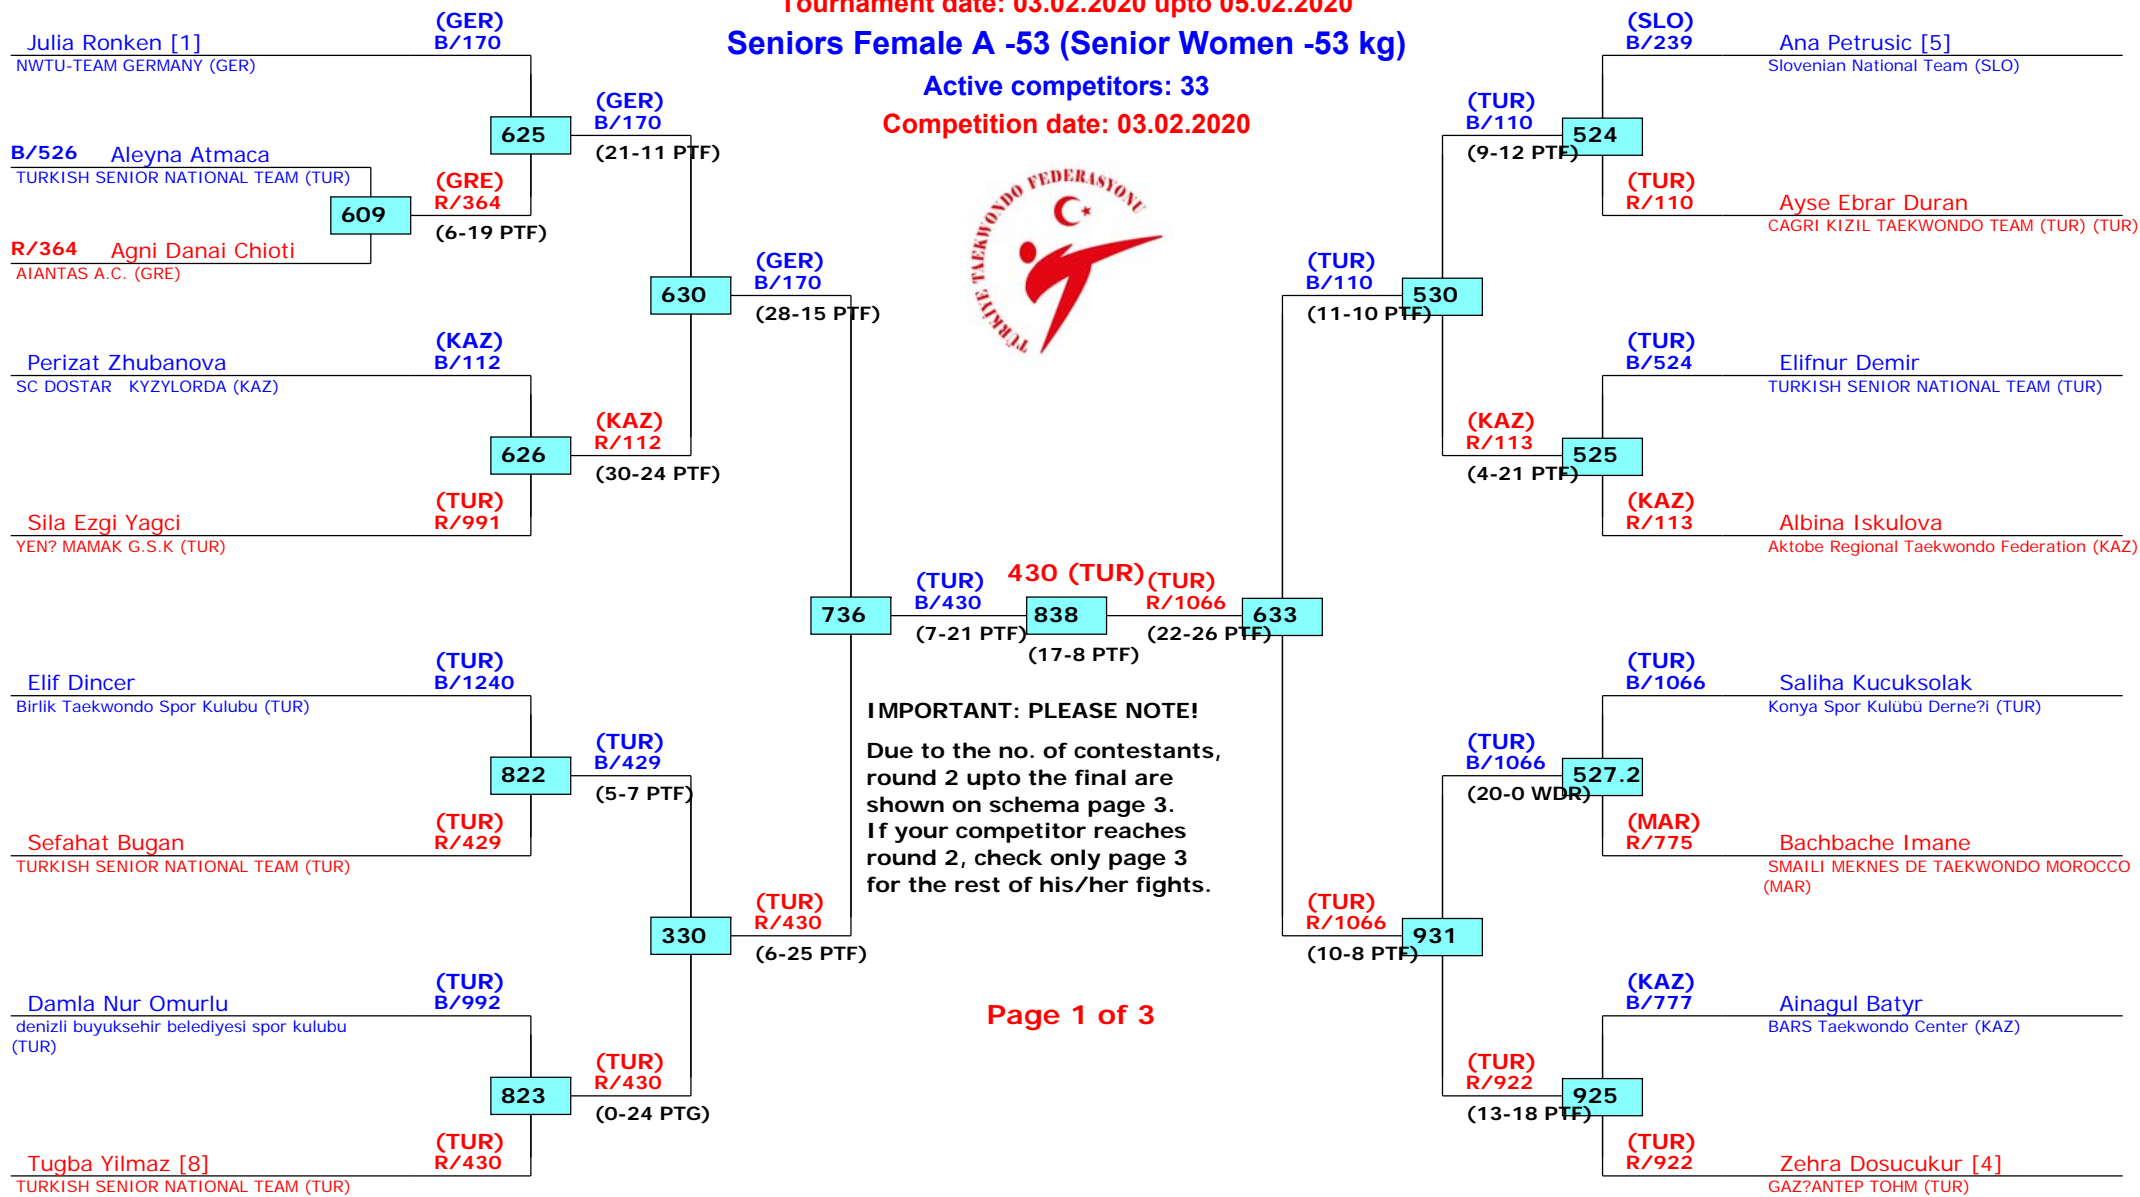 Tournament date: 03.02.2020 upto 05.02.2020
Seniors Female A -53 (Senior Women -53 kg)
Active competitors: 33
Competition date: 03.02.2020
TÜRKİYE TAEKWONDO FEDERASYONU
Julia Ronken [1]
NWTU-TEAM GERMANY (GER)
(GER)
B/170
B/526 Aleyna Atmaca
TURKISH SENIOR NATIONAL TEAM (TUR)
609
R/364 Agni Danai Chioti
AIANTAS A.C. (GRE)
(GRE)
R/364
(6-19 PTF)
625
(GER)
B/170
(21-11 PTF)
Perizat Zhubanova
SC DOSTAR KYZYLORDA (KAZ)
(KAZ)
B/112
626
Sila Ezgi Yagci
YEN? MAMAK G.S.K (TUR)
(TUR)
R/991
(KAZ)
R/112
(30-24 PTF)
630
(GER)
B/170
(28-15 PTF)
Elif Dincer
Birlik Taekwondo Spor Kulubu (TUR)
(TUR)
B/1240
822
Sefahat Bugan
TURKISH SENIOR NATIONAL TEAM (TUR)
(TUR)
R/429
(TUR)
B/429
(5-7 PTF)
330
Damla Nur Omurlu
denizli buyuksehir belediyesi spor kulubu
(TUR)
(TUR)
B/992
823
Tugba Yilmaz [8]
TURKISH SENIOR NATIONAL TEAM (TUR)
(TUR)
R/430
(TUR)
R/430
(0-24 PTG)
(TUR)
R/430
(6-25 PTF)
736
(TUR)
B/430
(7-21 PTF)
430 (TUR)
838
(17-8 PTF)
(TUR)
R/1066
(22-26 PTF)
633
IMPORTANT: PLEASE NOTE!
Due to the no. of contestants,
round 2 upto the final are
shown on schema page 3.
If your competitor reaches
round 2, check only page 3
for the rest of his/her fights.
Page 1 of 3
(SLO)
B/239
Ana Petrusic [5]
Slovenian National Team (SLO)
524
(TUR)
B/110
(9-12 PTF)
(TUR)
R/110
Ayse Ebrar Duran
CAGRI KIZIL TAEKWONDO TEAM (TUR) (TUR)
530
(TUR)
B/110
(11-10 PTF)
(TUR)
B/524
Elifnur Demir
TURKISH SENIOR NATIONAL TEAM (TUR)
525
(KAZ)
R/113
(4-21 PTF)
(KAZ)
R/113
Albina Iskulova
Aktobe Regional Taekwondo Federation (KAZ)
(TUR)
B/1066
Saliha Kucuksolak
Konya Spor Kulübü Derne?i (TUR)
527.2
(TUR)
B/1066
(20-0 WDR)
(MAR)
R/775
Bachbache Imane
SMAILI MEKNES DE TAEKWONDO MOROCCO
(MAR)
931
(TUR)
R/1066
(10-8 PTF)
(KAZ)
B/777
Ainagul Batyr
BARS Taekwondo Center (KAZ)
925
(TUR)
R/922
(13-18 PTF)
(TUR)
R/922
Zehra Dosucukur [4]
GAZ?ANTEP TOHM (TUR)